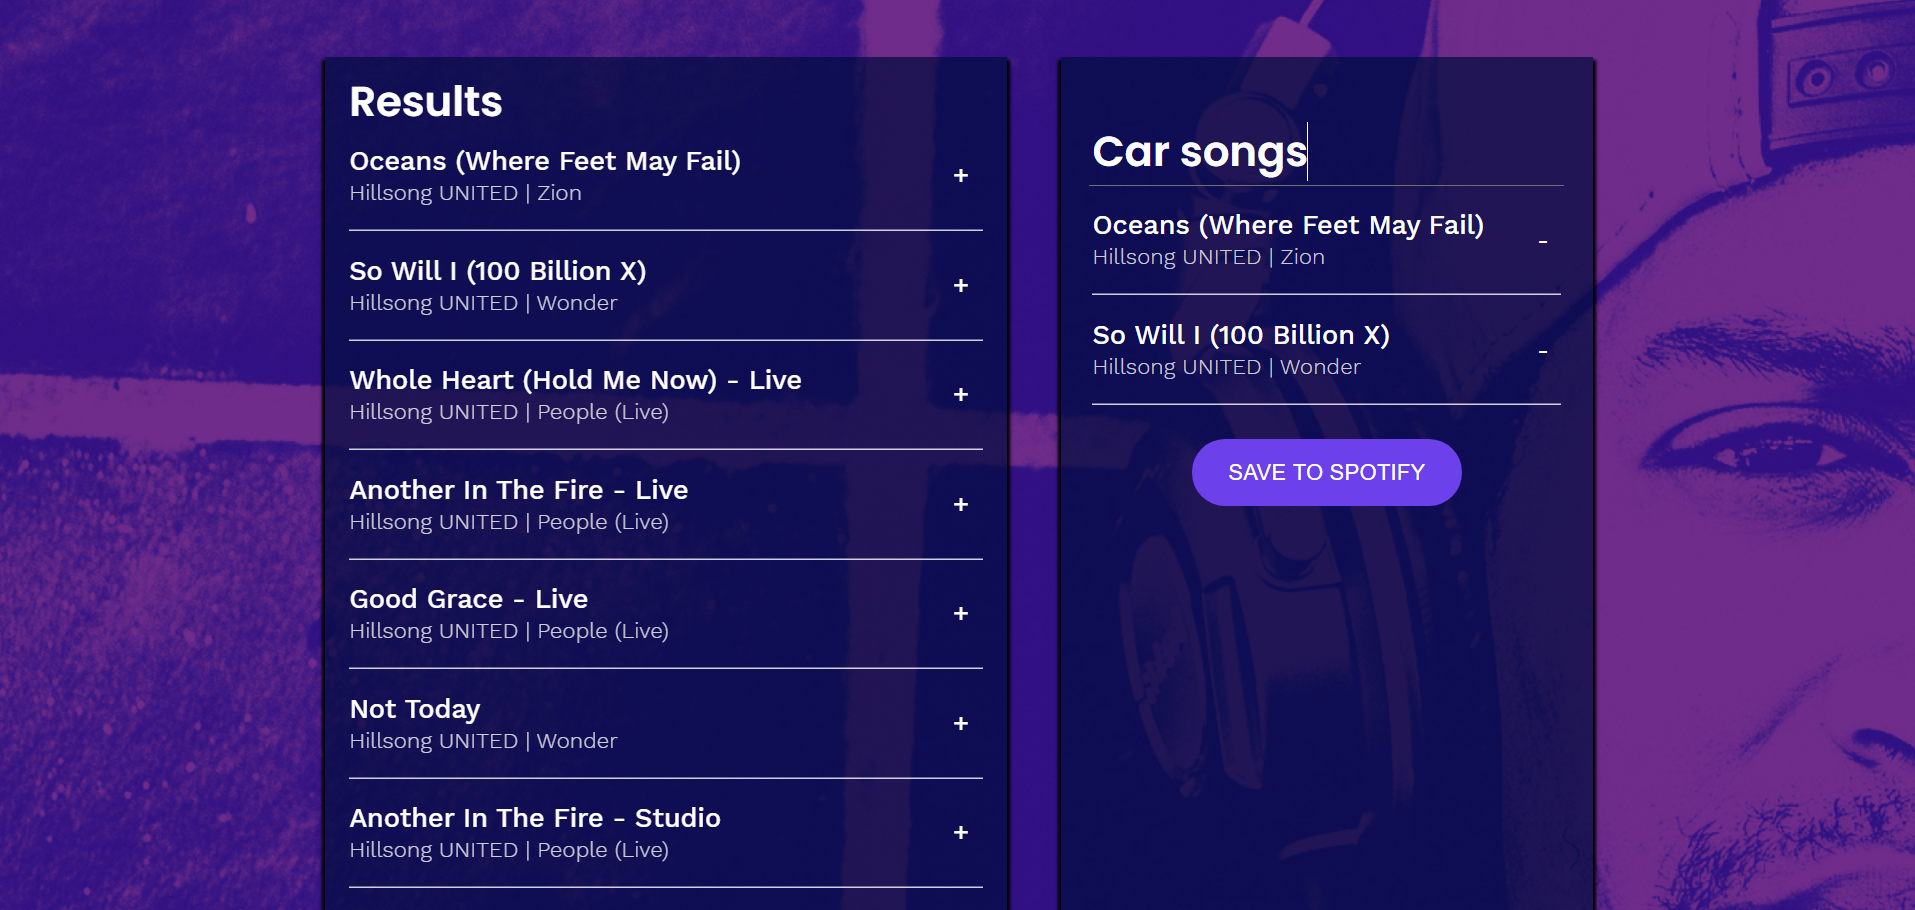 Results
Oceans (Where Feet May Fail)
Hillsong UNITED | Zion
+
So Will I (100 Billion X)
Hillsong UNITED | Wonder
+
Whole Heart (Hold Me Now) - Live
Hillsong UNITED | People (Live)
+
Another In The Fire - Live
Hillsong UNITED | People (Live)
+
Good Grace - Live
Hillsong UNITED | People (Live)
+
Not Today
Hillsong UNITED | Wonder
+
Another In The Fire - Studio
Hillsong UNITED | People (Live)
+
Car songs
Oceans (Where Feet May Fail)
Hillsong UNITED | Zion
-
So Will I (100 Billion X)
Hillsong UNITED | Wonder
-
SAVE TO SPOTIFY